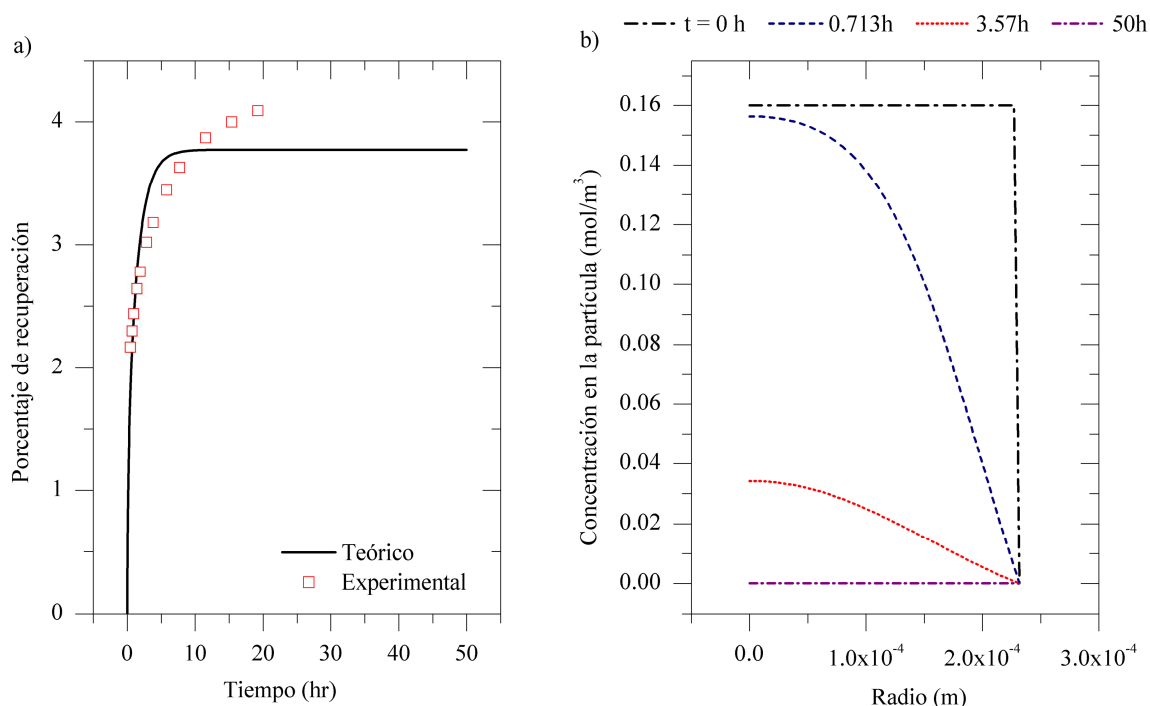 a)
Porcentaje de recuperación
4
3
2
1
0
Teórico
Experimental
0 10 20 30 40 50
Tiempo (hr)
b)
t = 0 h 0.713h 3.57h 50h
Concentración en la partícula (mol/m³)
0.16
0.14
0.12
0.10
0.08
0.06
0.04
0.02
0.00
0.0 1.0x10⁻⁴ 2.0x10⁻⁴ 3.0x10⁻⁴
Radio (m)